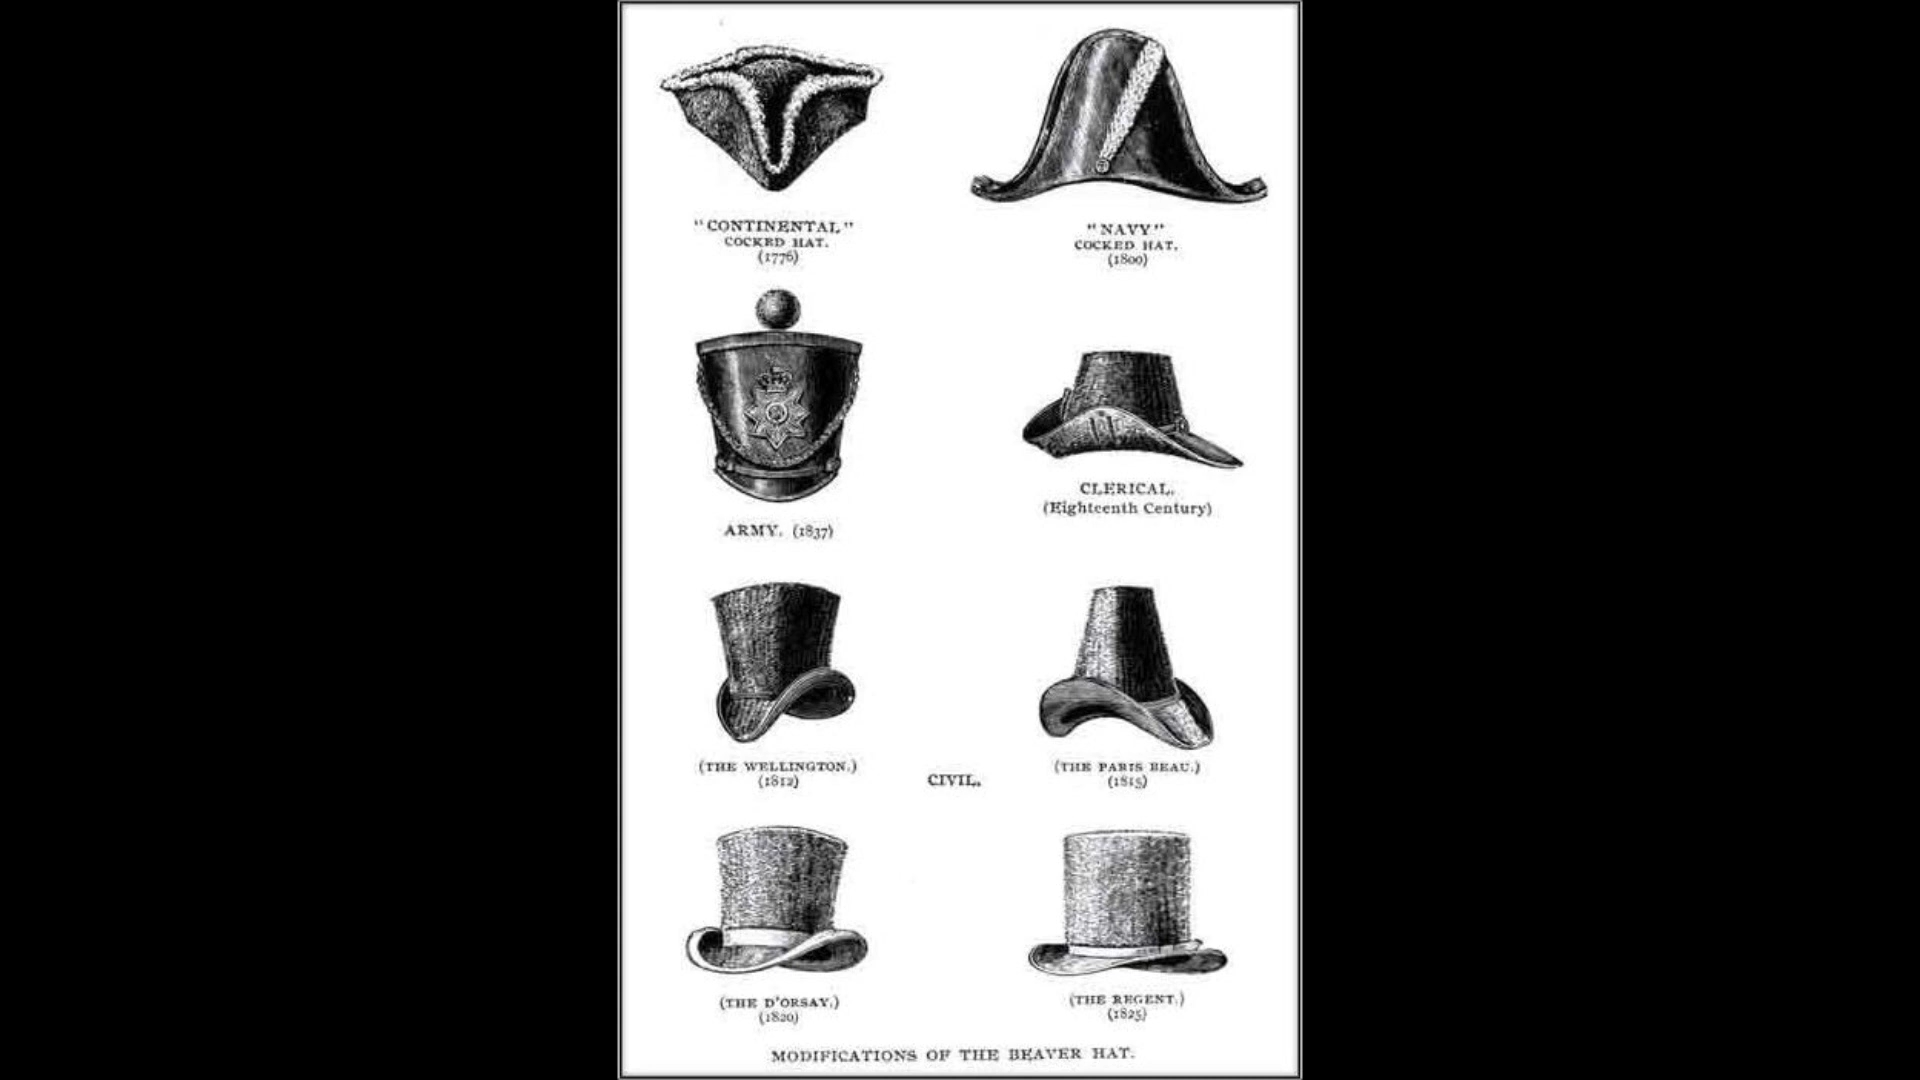 "CONTINENTAL"
COCKED HAT.
(1776)
"NAVY"
COCKED HAT.
(1800)
ARMY. (1837)
CLERICAL.
(Eighteenth Century)
(THE WELLINGTON.)
(1812)
CIVIL.
(THE PARIS BEAU.)
(1815)
(THE D'ORSAY.)
(1820)
(THE REGENT.)
(1825)
MODIFICATIONS OF THE BEAVER HAT.